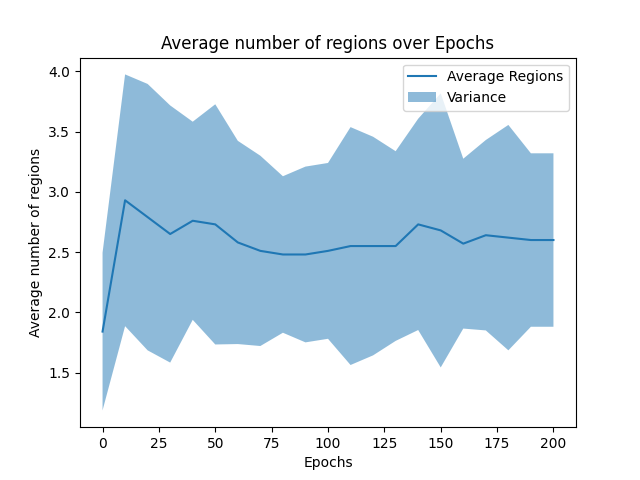 Average number of regions over Epochs
Average Regions
Variance
Average number of regions
4.0
3.5
3.0
2.5
2.0
1.5
0 25 50 75 100 125 150 175 200
Epochs